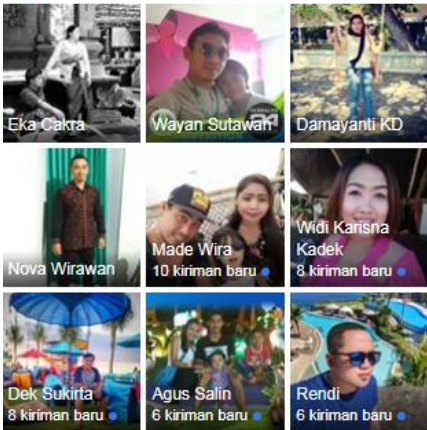 Eka Cakra
Wayan Sutawan
Damayanti KD
Nova Wirawan
Made Wira
10 kiriman baru
Widi Karisna
Kadek
8 kiriman baru
Dek Sukirta
8 kiriman baru
Agus Salin
6 kiriman baru
Rendi
6 kiriman baru